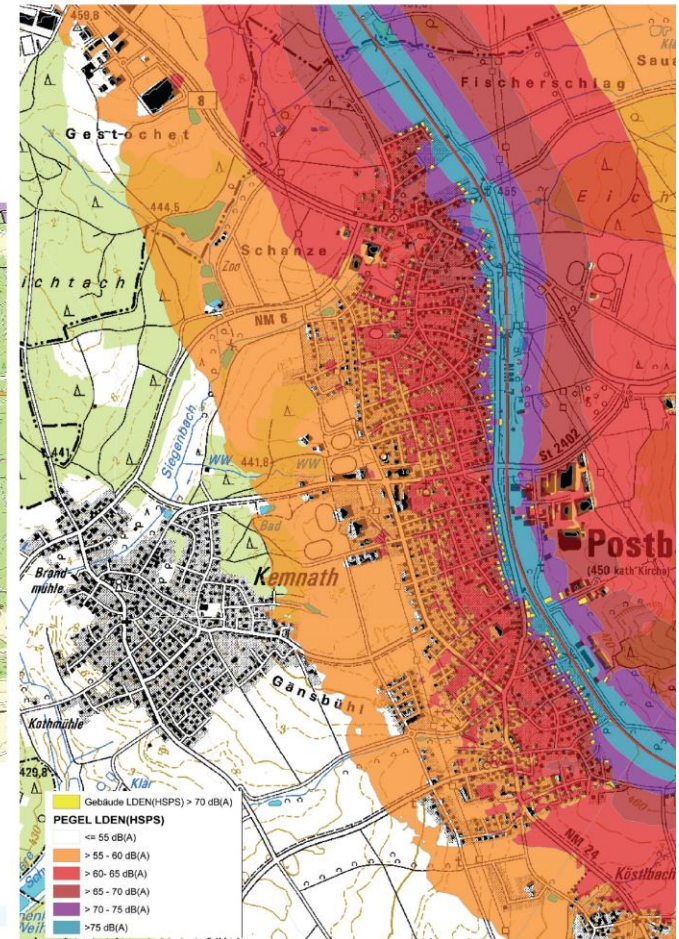 459,8
Gestochet
8
Fischerschlag
Saua
455
Eich
444,5
Schanze
Zoo
ichtach
NM 6
441
Siegenbach
WW
441,8
WW
St 2402
Bad
Postb
(450 kath Kirche)
Brand
mühle
Kemnath
Gänsbühl
Kothmühle
429,8
Klär
NM 24
460
Köstlbach
430
Gebäude LDEN(HSPS) > 70 dB(A)
PEGEL LDEN(HSPS)
<= 55 dB(A)
> 55 - 60 dB(A)
> 60- 65 dB(A)
> 65 - 70 dB(A)
> 70 - 75 dB(A)
>75 dB(A)